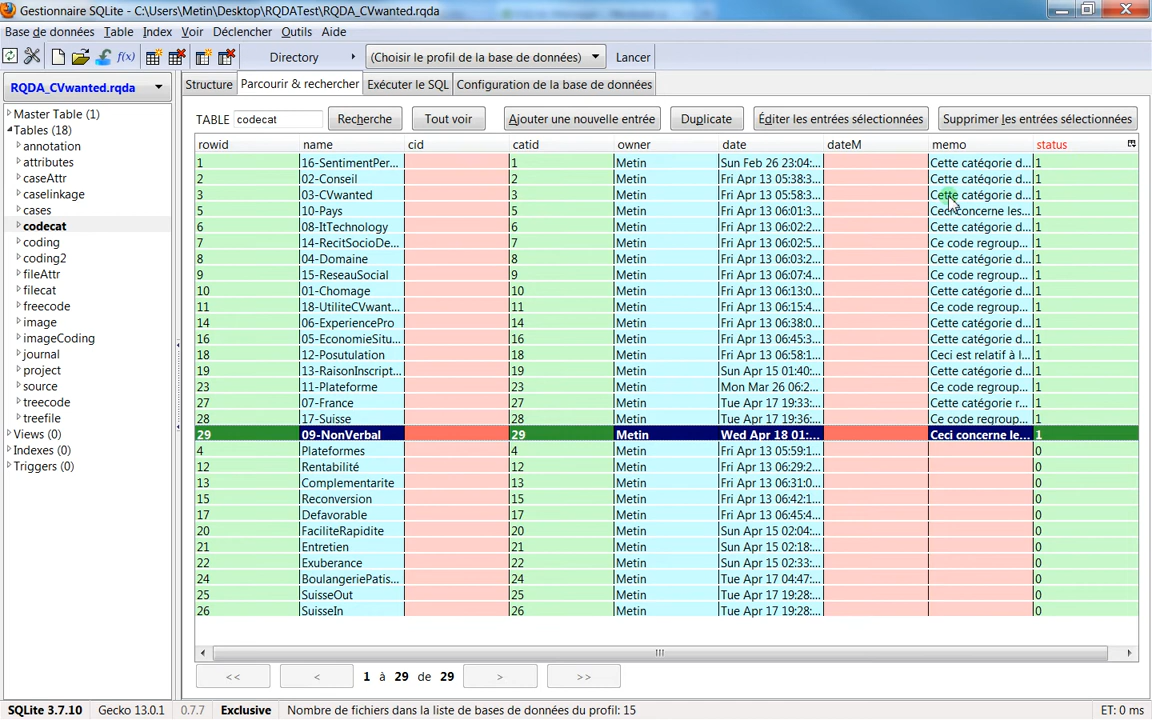 Gestionnaire SQLite - C:\Users\Metin\Desktop\RQDATest\RQDA_CVwanted.rqda
Base de données Table Index Voir Déclencher Outils Aide
f(x) Directory (Choisir le profil de la base de données) Lancer
RQDA_CVwanted.rqda
Structure Parcourir & rechercher Exécuter le SQL Configuration de la base de données
Master Table (1)
Tables (18)
annotation
attributes
caseAttr
caselinkage
cases
codecat
coding
coding2
fileAttr
filecat
freecode
image
imageCoding
journal
project
source
treecode
treefile
Views (0)
Indexes (0)
Triggers (0)
TABLE codecat Recherche Tout voir Ajouter une nouvelle entrée Duplicate Éditer les entrées sélectionnées Supprimer les entrées sélectionnées
rowid name cid catid owner date dateM memo status
1 16-SentimentPer... 1 Metin Sun Feb 26 23:04:... Cette catégorie d... 1
2 02-Conseil 2 Metin Fri Apr 13 05:38:3... Cette catégorie d... 1
3 03-CVwanted 3 Metin Fri Apr 13 05:58:3... Cette catégorie d... 1
5 10-Pays 5 Metin Fri Apr 13 06:01:3... Ceci concerne les... 1
6 08-ItTechnology 6 Metin Fri Apr 13 06:02:2... Cette catégorie d... 1
7 14-RecitSocioDe... 7 Metin Fri Apr 13 06:02:5... Ce code regroup... 1
8 04-Domaine 8 Metin Fri Apr 13 06:03:2... Cette catégorie d... 1
9 15-ReseauSocial 9 Metin Fri Apr 13 06:07:4... Ce code regroup... 1
10 01-Chomage 10 Metin Fri Apr 13 06:13:0... Cette catégorie d... 1
11 18-UtiliteCVwant... 11 Metin Fri Apr 13 06:15:4... Ce code regroup... 1
14 06-ExperiencePro 14 Metin Fri Apr 13 06:38:0... Cette catégorie d... 1
16 05-EconomieSitu... 16 Metin Fri Apr 13 06:45:3... Cette catégorie d... 1
18 12-Posutulation 18 Metin Fri Apr 13 06:58:1... Ceci est relatif à l... 1
19 13-RaisonInscript... 19 Metin Sun Apr 15 01:40:... Cette catégorie d... 1
23 11-Plateforme 23 Metin Mon Mar 26 06:2... Ce code regroup... 1
27 07-France 27 Metin Tue Apr 17 19:33:... Cette catégorie r... 1
28 17-Suisse 28 Metin Tue Apr 17 19:36:... Ce code regroup... 1
29 09-NonVerbal 29 Metin Wed Apr 18 01:... Ceci concerne le... 1
4 Plateformes 4 Metin Fri Apr 13 05:59:1... 0
12 Rentabilité 12 Metin Fri Apr 13 06:29:2... 0
13 Complementarite 13 Metin Fri Apr 13 06:31:0... 0
15 Reconversion 15 Metin Fri Apr 13 06:42:1... 0
17 Defavorable 17 Metin Fri Apr 13 06:45:4... 0
20 FaciliteRapidite 20 Metin Sun Apr 15 02:04:... 0
21 Entretien 21 Metin Sun Apr 15 02:18:... 0
22 Exuberance 22 Metin Sun Apr 15 02:33:... 0
24 BoulangeriePatis... 24 Metin Tue Apr 17 04:47:... 0
25 SuisseOut 25 Metin Tue Apr 17 19:28:... 0
26 SuisseIn 26 Metin Tue Apr 17 19:28:... 0
<< < 1 à 29 de 29 > >>
SQLite 3.7.10 Gecko 13.0.1 0.7.7 Exclusive Nombre de fichiers dans la liste de bases de données du profil: 15 ET: 0 ms